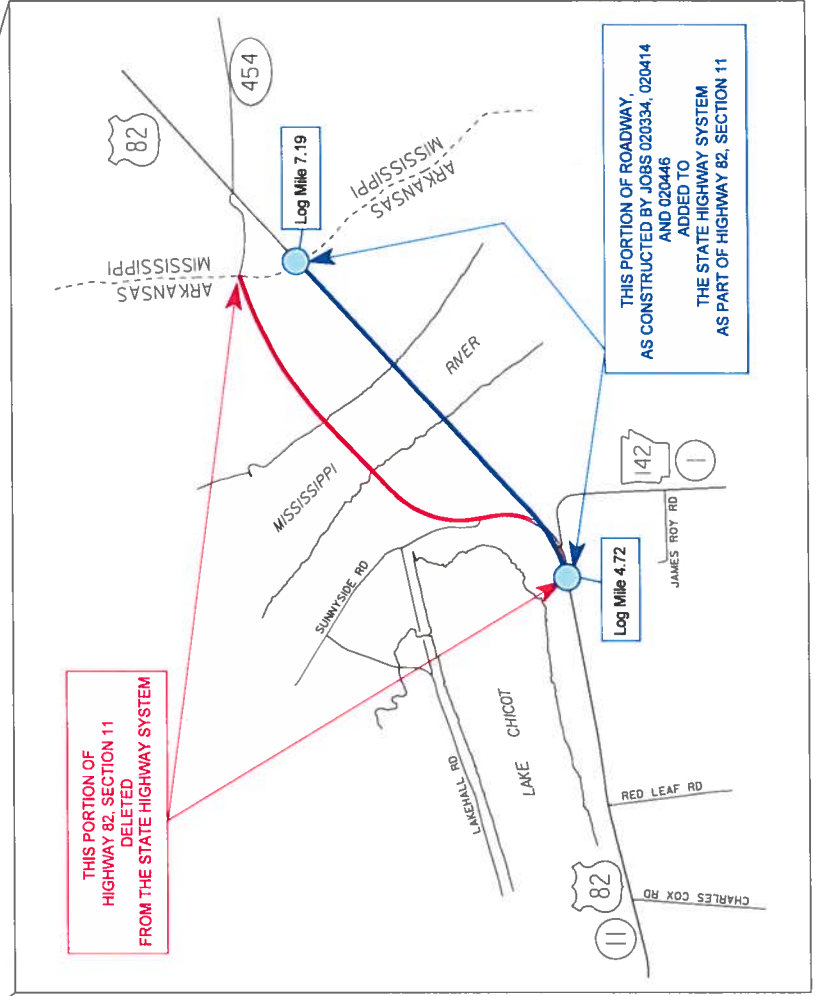 82
454
Log Mile 7.19
MISSISSIPPI
ARKANSAS
MISSISSIPPI
ARKANSAS
THIS PORTION OF ROADWAY,
AS CONSTRUCTED BY JOBS 020334, 020414
AND 020446
ADDED TO
THE STATE HIGHWAY SYSTEM
AS PART OF HIGHWAY 82, SECTION 11
RIVER
MISSISSIPPI
142
1
JAMES ROY RD
SUNNYSIDE RD
Log Mile 4.72
THIS PORTION OF
HIGHWAY 82, SECTION 11
DELETED
FROM THE STATE HIGHWAY SYSTEM
LAKE CHICOT
LAKEHALL RD
RED LEAF RD
82
11
CHARLES COX RD